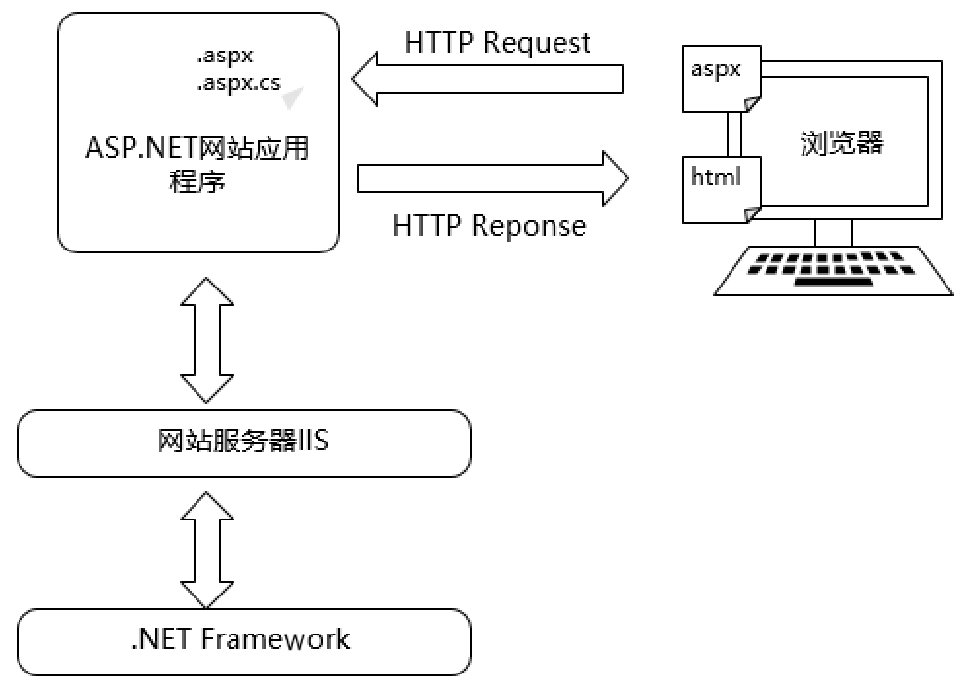 .aspx
.aspx.cs
ASP.NET网站应用
程序
HTTP Request
HTTP Reponse
aspx
浏览器
html
网站服务器IIS
.NET Framework